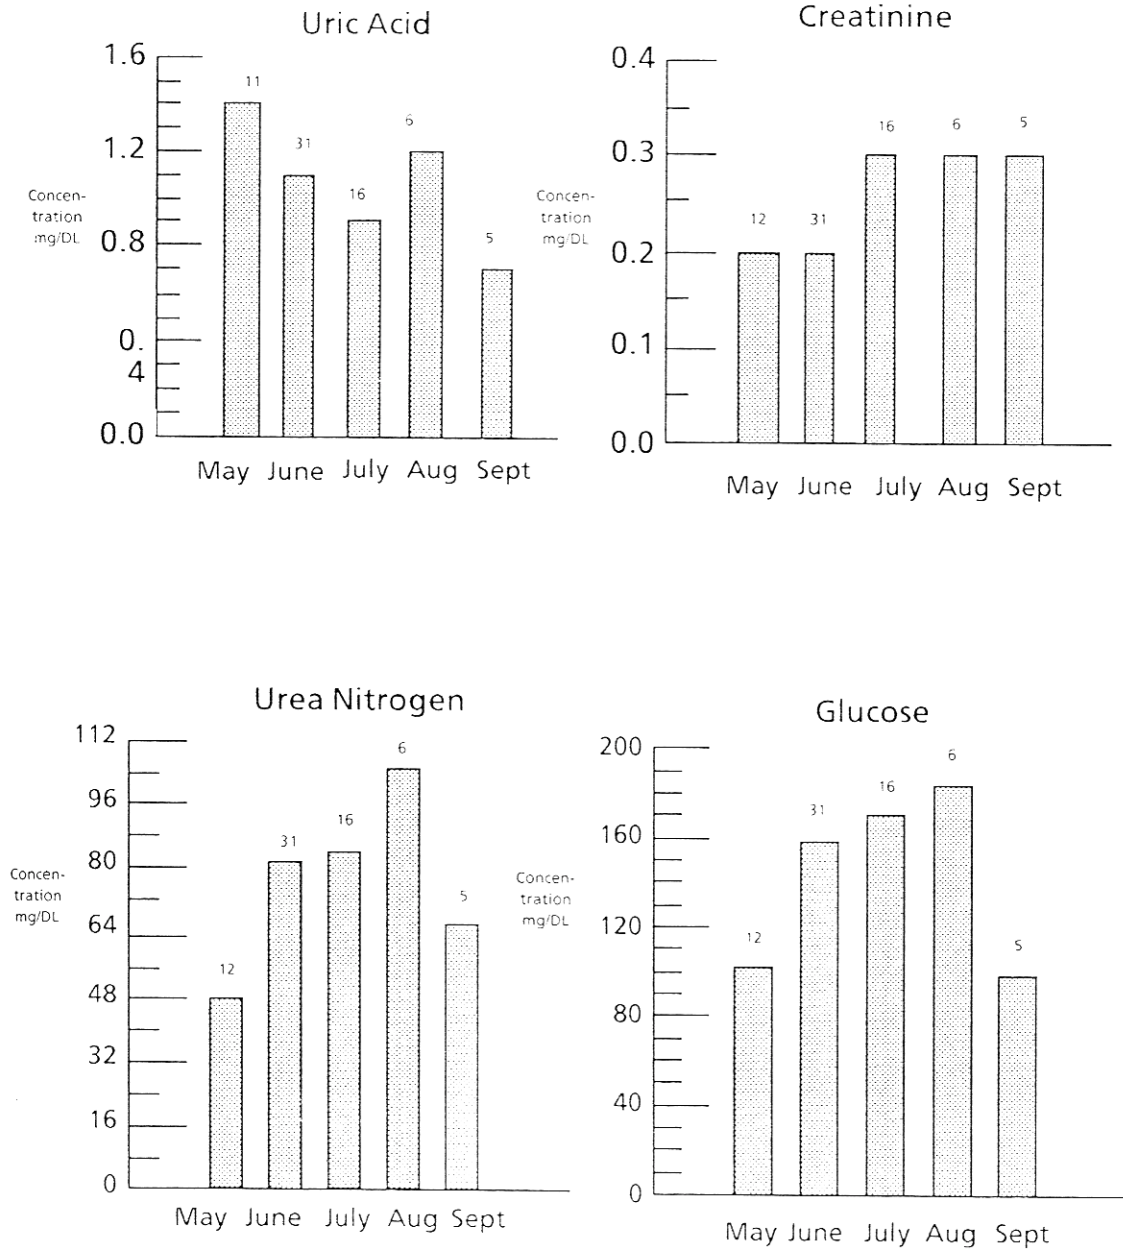 Uric Acid
1.6
1.2
0.8
0.
4
0.0
Concen-
tration
mg/DL
11
31
16
6
5
May June July Aug Sept
Creatinine
0.4
0.3
0.2
0.1
0.0
Concen-
tration
mg/DL
12
31
16
6
5
May June July Aug Sept
Urea Nitrogen
112
96
80
64
48
32
16
0
Concen-
tration
mg/DL
12
31
16
6
5
May June July Aug Sept
Glucose
200
160
120
80
40
0
Concen-
tration
mg/DL
12
31
16
6
5
May June July Aug Sept